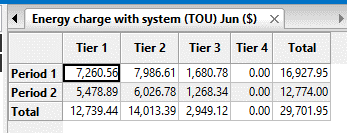 Energy charge with system (TOU) Jun ($)
Tier 1 Tier 2 Tier 3 Tier 4 Total
Period 1 7,260.56 7,986.61 1,680.78 0.00 16,927.95
Period 2 5,478.89 6,026.78 1,268.34 0.00 12,774.00
Total 12,739.44 14,013.39 2,949.12 0.00 29,701.95